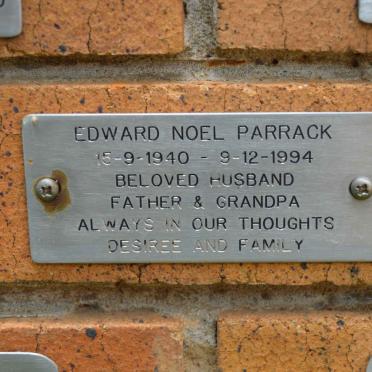 EDWARD NOEL PARRACK
15-9-1940 - 9-12-1994
BELOVED HUSBAND
FATHER & GRANDPA
ALWAYS IN OUR THOUGHTS
DESIREE AND FAMILY